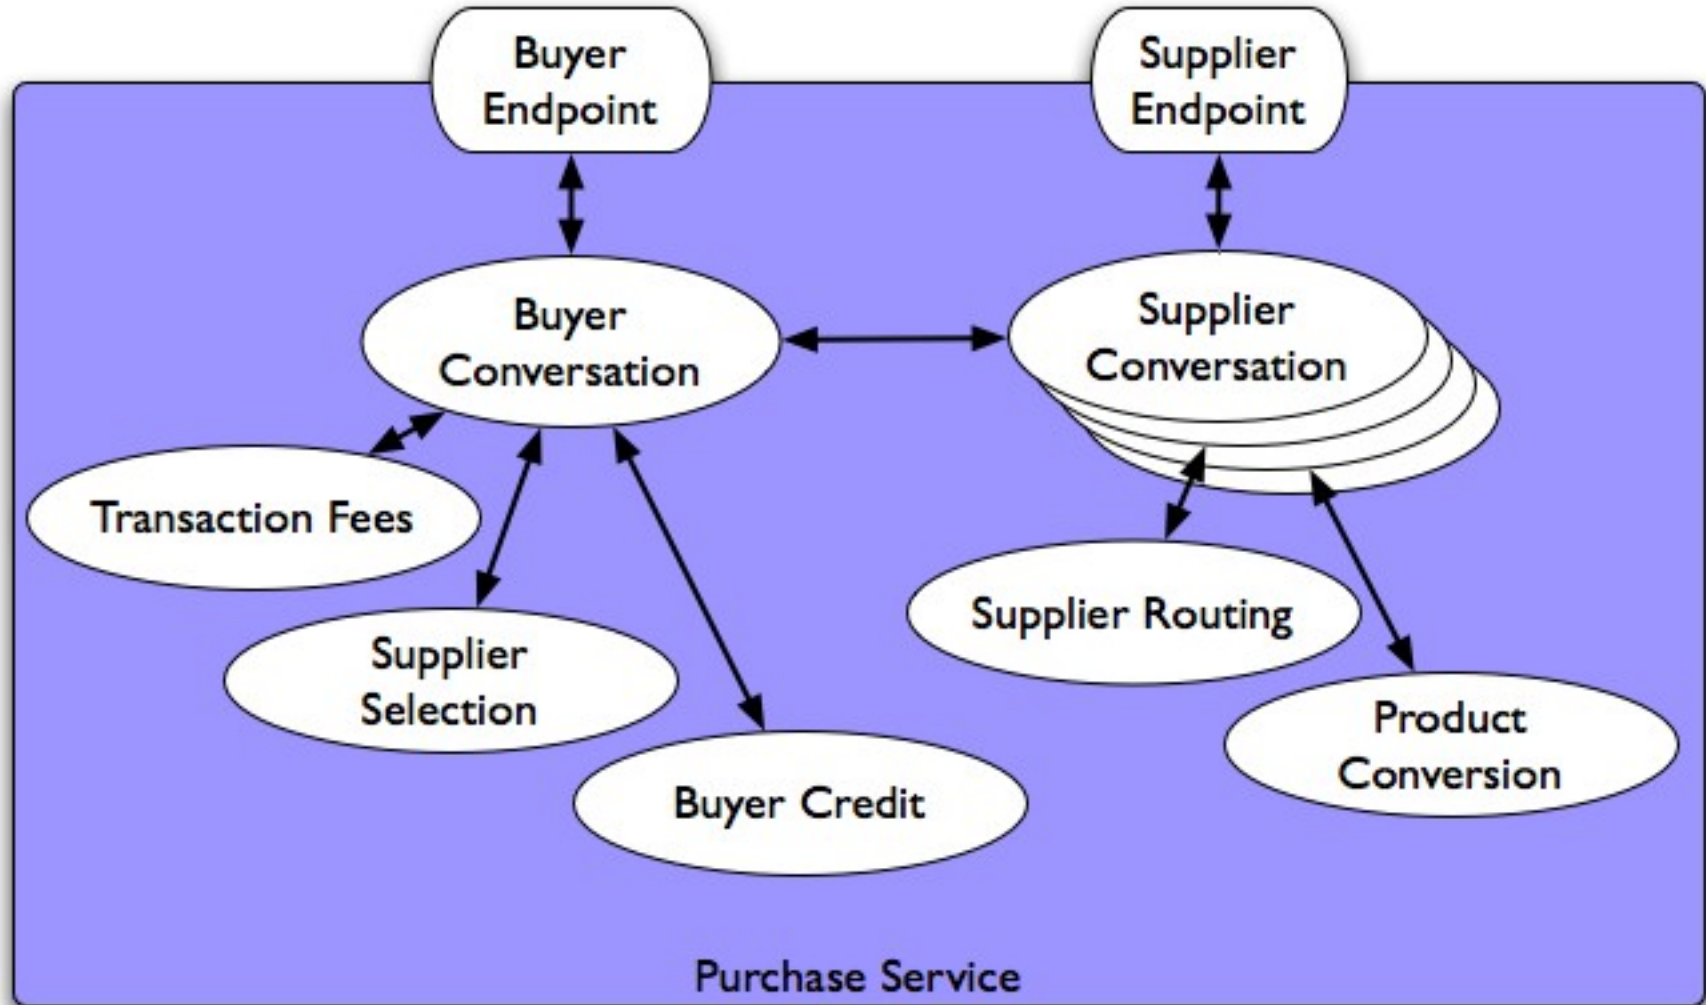 Buyer
Endpoint
Supplier
Endpoint
Buyer
Conversation
Supplier
Conversation
Transaction Fees
Supplier
Selection
Buyer Credit
Supplier Routing
Product
Conversion
Purchase Service